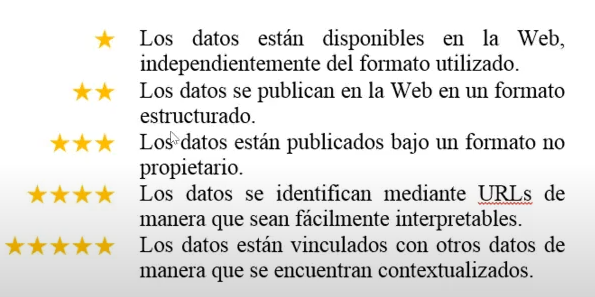 Los datos están disponibles en la Web,
independientemente del formato utilizado.
Los datos se publican en la Web en un formato
estructurado.
Los datos están publicados bajo un formato no
propietario.
Los datos se identifican mediante URLs de
manera que sean fácilmente interpretables.
Los datos están vinculados con otros datos de
manera que se encuentran contextualizados.